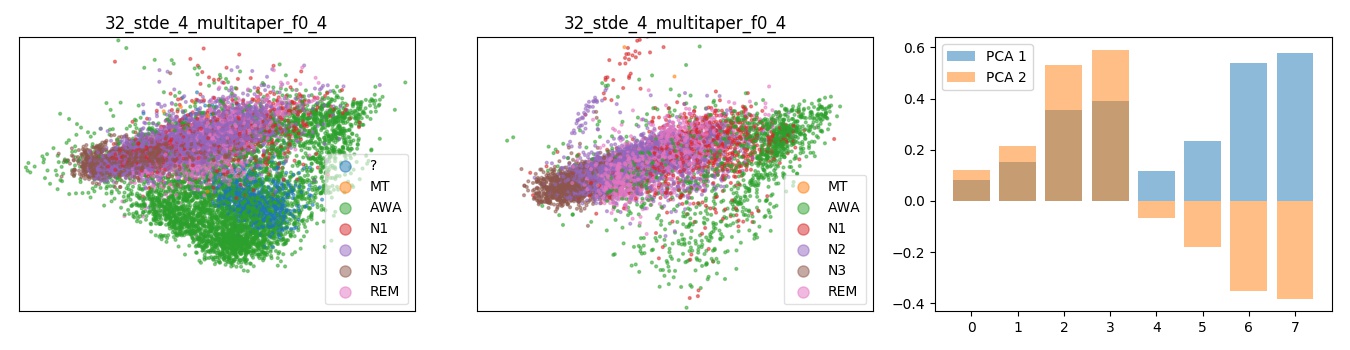 32_stde_4_multitaper_f0_4
?
MT
AWA
N1
N2
N3
REM
32_stde_4_multitaper_f0_4
MT
AWA
N1
N2
N3
REM
PCA 1
PCA 2
0.6
0.4
0.2
0.0
−0.2
−0.4
0 1 2 3 4 5 6 7